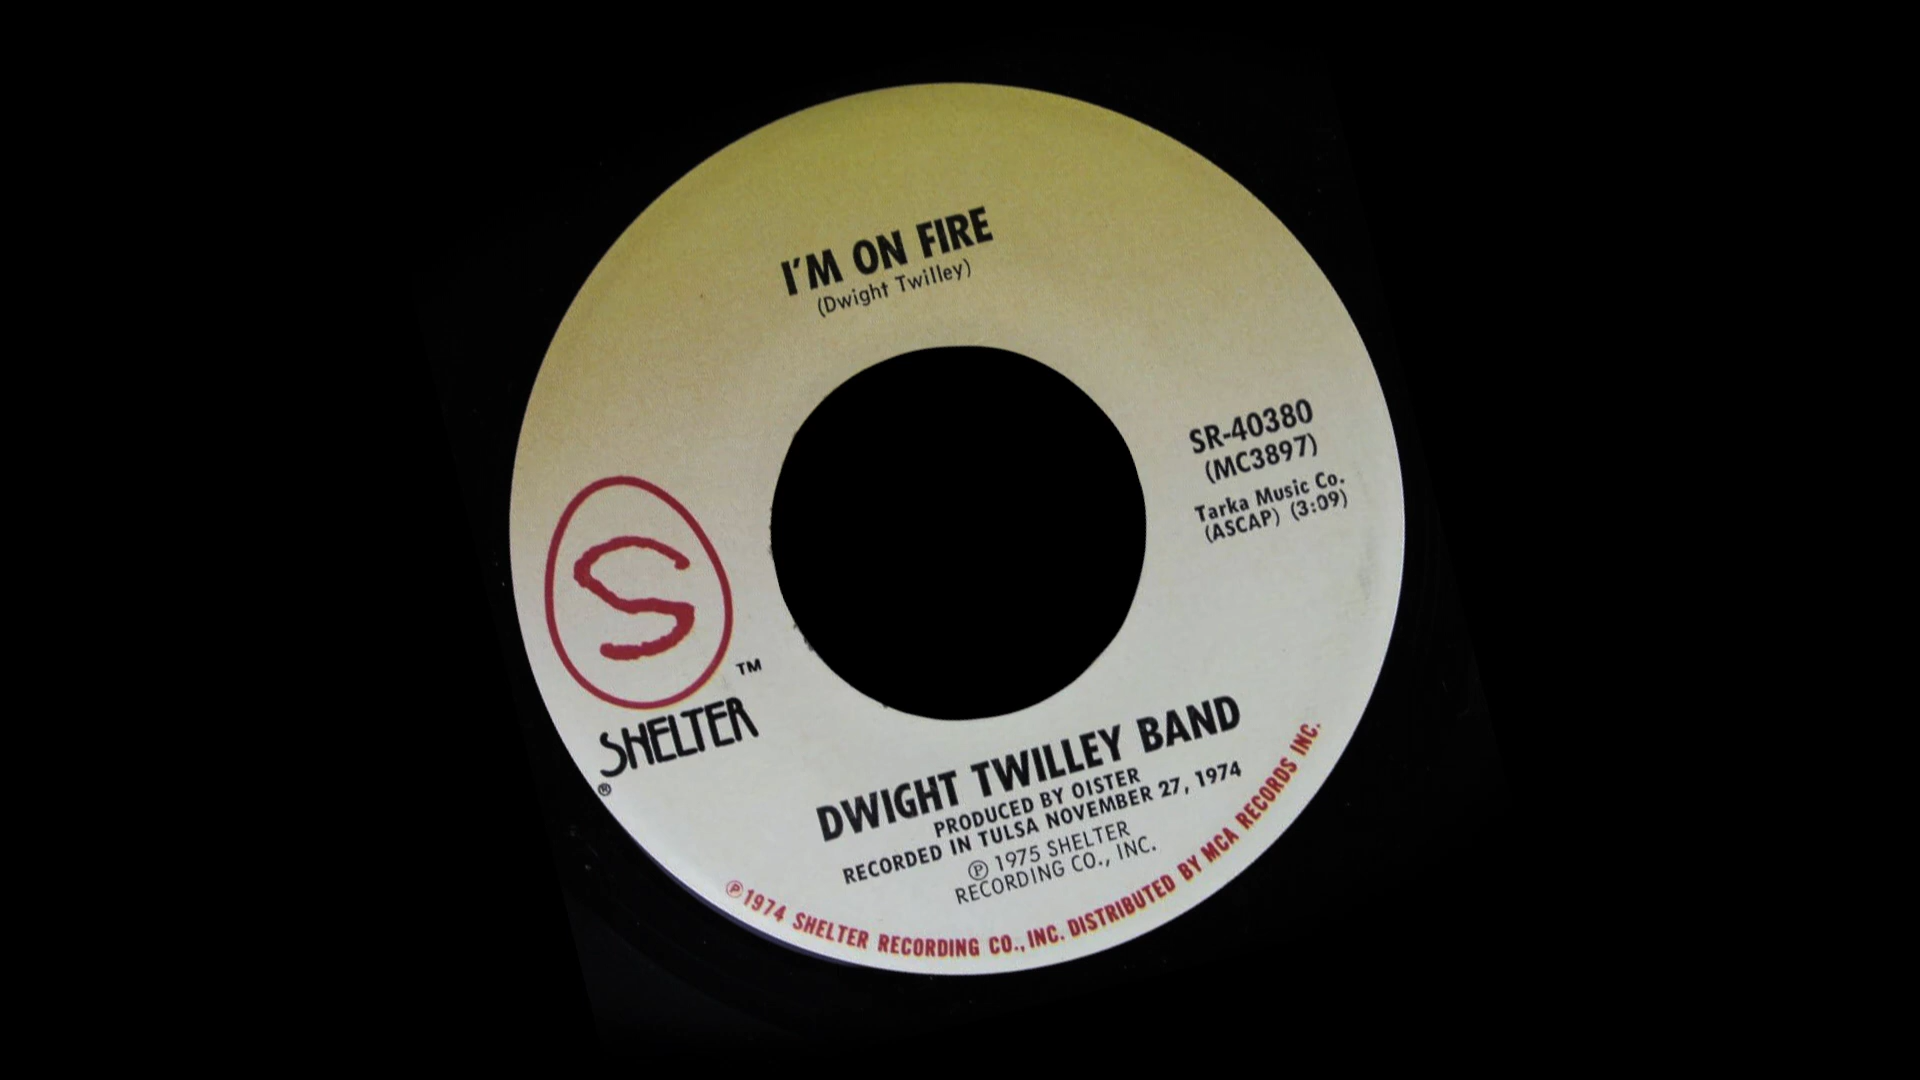 I'M ON FIRE
(Dwight Twilley)
SR-40380
(MC3897)
Tarka Music Co.
(ASCAP) (3:09)
S
TM
SHELTER
®
DWIGHT TWILLEY BAND
PRODUCED BY OISTER
RECORDED IN TULSA NOVEMBER 27, 1974
℗ 1975 SHELTER
RECORDING CO., INC.
℗1974 SHELTER RECORDING CO., INC. DISTRIBUTED BY MCA RECORDS INC.